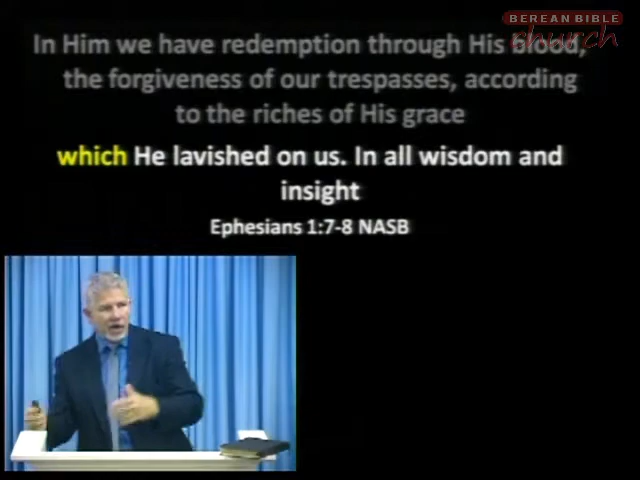 BEREAN BIBLE
church
In Him we have redemption through His blood,
the forgiveness of our trespasses, according
to the riches of His grace
which He lavished on us. In all wisdom and
insight
Ephesians 1:7-8 NASB